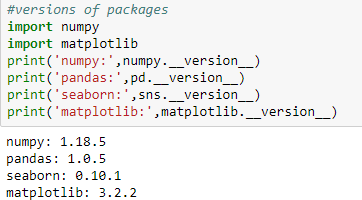 #versions of packages
import numpy
import matplotlib
print('numpy:',numpy.__version__)
print('pandas:',pd.__version__)
print('seaborn:',sns.__version__)
print('matplotlib:',matplotlib.__version__)
numpy: 1.18.5
pandas: 1.0.5
seaborn: 0.10.1
matplotlib: 3.2.2